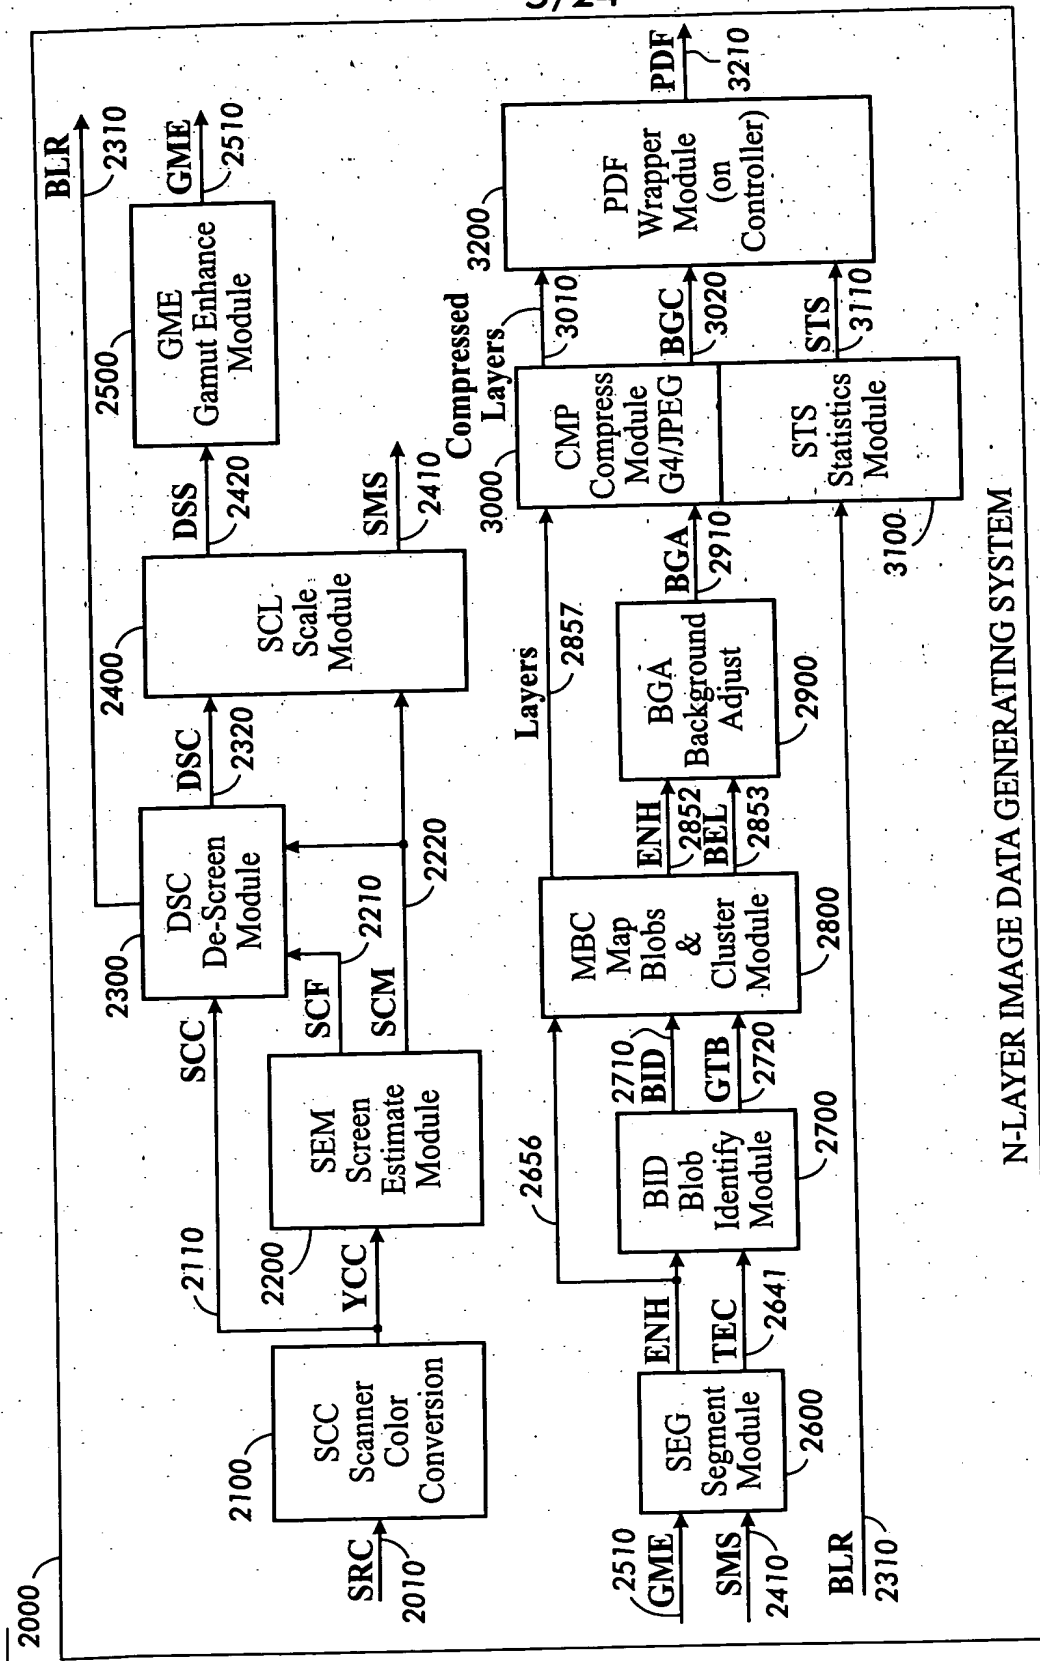 2000
BLR
2310
SRC
2010
2100
SCC
Scanner
Color
Conversion
2110
YCC
2200
SEM
Screen
Estimate
Module
SCC
SCF
2210
SCM
2220
2300
DSC
De-Screen
Module
DSC
2320
2400
SCL
Scale
Module
DSS
2420
SMS
2410
2500
GME
Gamut Enhance
Module
GME
2510
2510
GME
SMS
2410
SEG
Segment
Module
2600
ENH
TEC
2641
2656
BID
Blob
Identify
Module
2700
2710
BID
GTB
2720
MBC
Map
Blobs
&
Cluster
Module
2800
Layers
2857
ENH
2852
BEL
2853
BGA
Background
Adjust
2900
BGA
2910
3000
CMP
Compress
Module
G4/JPEG
STS
Statistics
Module
3100
Compressed
Layers
3010
BGC
3020
STS
3110
3200
PDF
Wrapper
Module
(on
Controller)
PDF
3210
BLR
2310
N-LAYER IMAGE DATA GENERATING SYSTEM